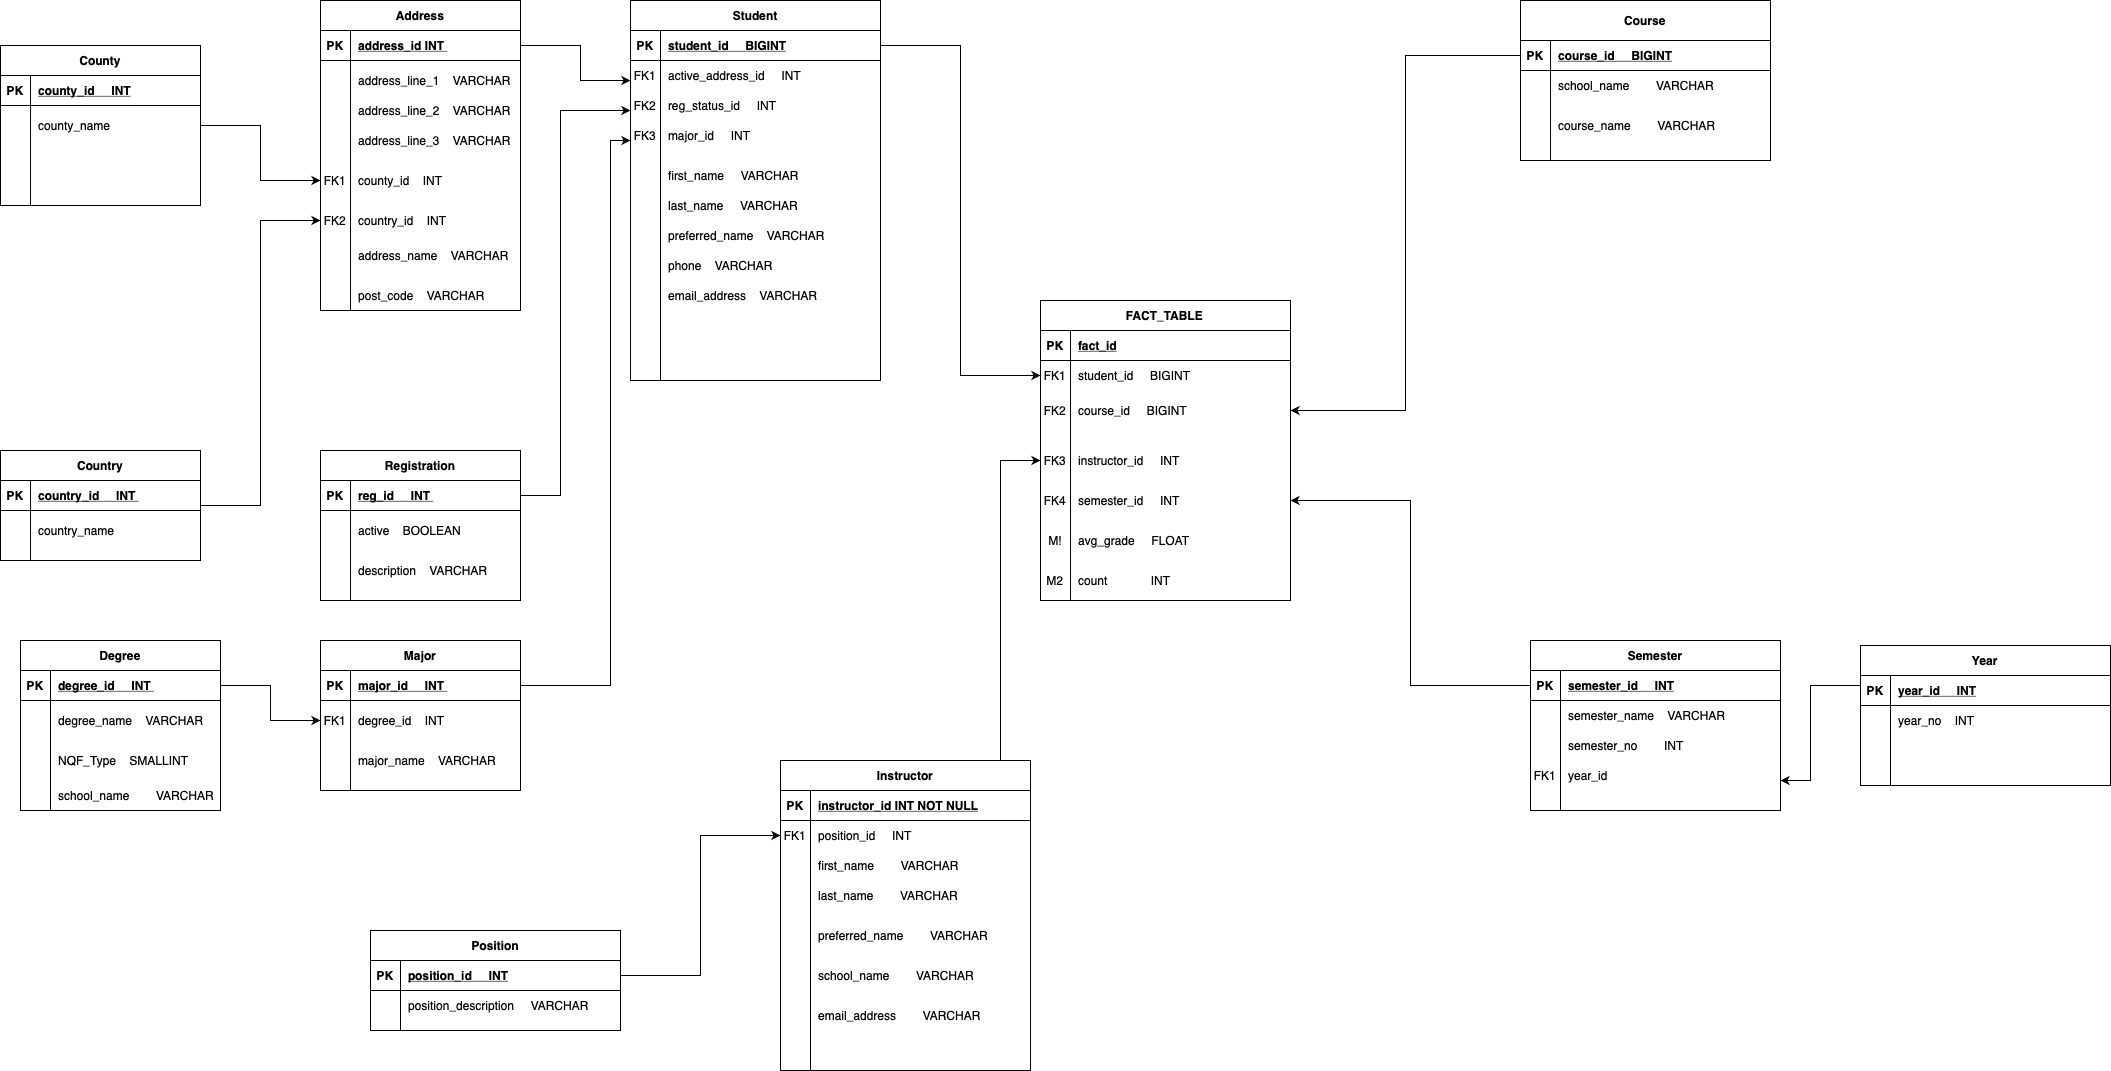 Address
PK address_id INT
address_line_1 VARCHAR
address_line_2 VARCHAR
address_line_3 VARCHAR
FK1 county_id INT
FK2 country_id INT
address_name VARCHAR
post_code VARCHAR
Student
PK student_id BIGINT
FK1 active_address_id INT
FK2 reg_status_id INT
FK3 major_id INT
first_name VARCHAR
last_name VARCHAR
preferred_name VARCHAR
phone VARCHAR
email_address VARCHAR
Course
PK course_id BIGINT
school_name VARCHAR
course_name VARCHAR
County
PK county_id INT
county_name
FACT_TABLE
PK fact_id
FK1 student_id BIGINT
FK2 course_id BIGINT
FK3 instructor_id INT
FK4 semester_id INT
M! avg_grade FLOAT
M2 count INT
Country
PK country_id INT
country_name
Registration
PK reg_id INT
active BOOLEAN
description VARCHAR
Degree
PK degree_id INT
degree_name VARCHAR
NQF_Type SMALLINT
school_name VARCHAR
Major
PK major_id INT
FK1 degree_id INT
major_name VARCHAR
Semester
PK semester_id INT
semester_name VARCHAR
semester_no INT
FK1 year_id
Year
PK year_id INT
year_no INT
Instructor
PK instructor_id INT NOT NULL
FK1 position_id INT
first_name VARCHAR
last_name VARCHAR
preferred_name VARCHAR
school_name VARCHAR
email_address VARCHAR
Position
PK position_id INT
position_description VARCHAR